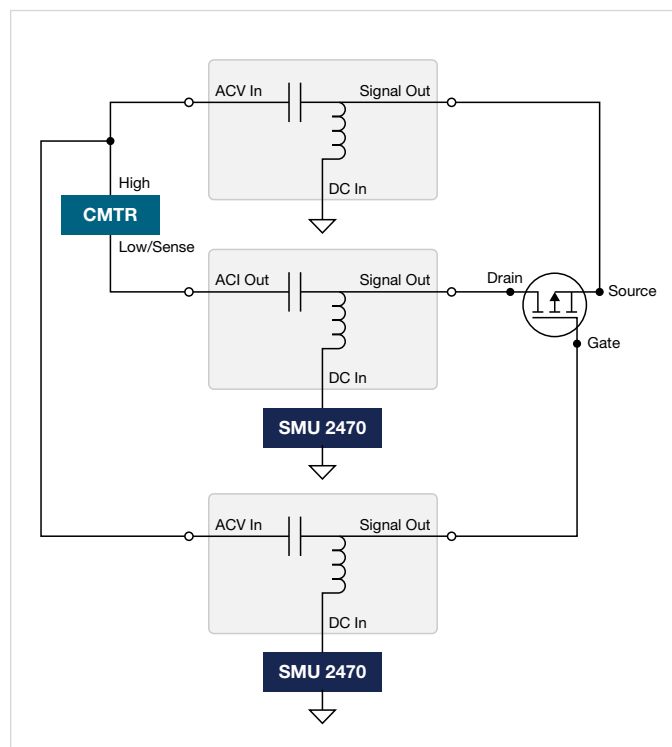 ACV In
Signal Out
DC In
High
CMTR
Low/Sense
ACI Out
Signal Out
DC In
SMU 2470
Drain
Source
Gate
ACV In
Signal Out
DC In
SMU 2470